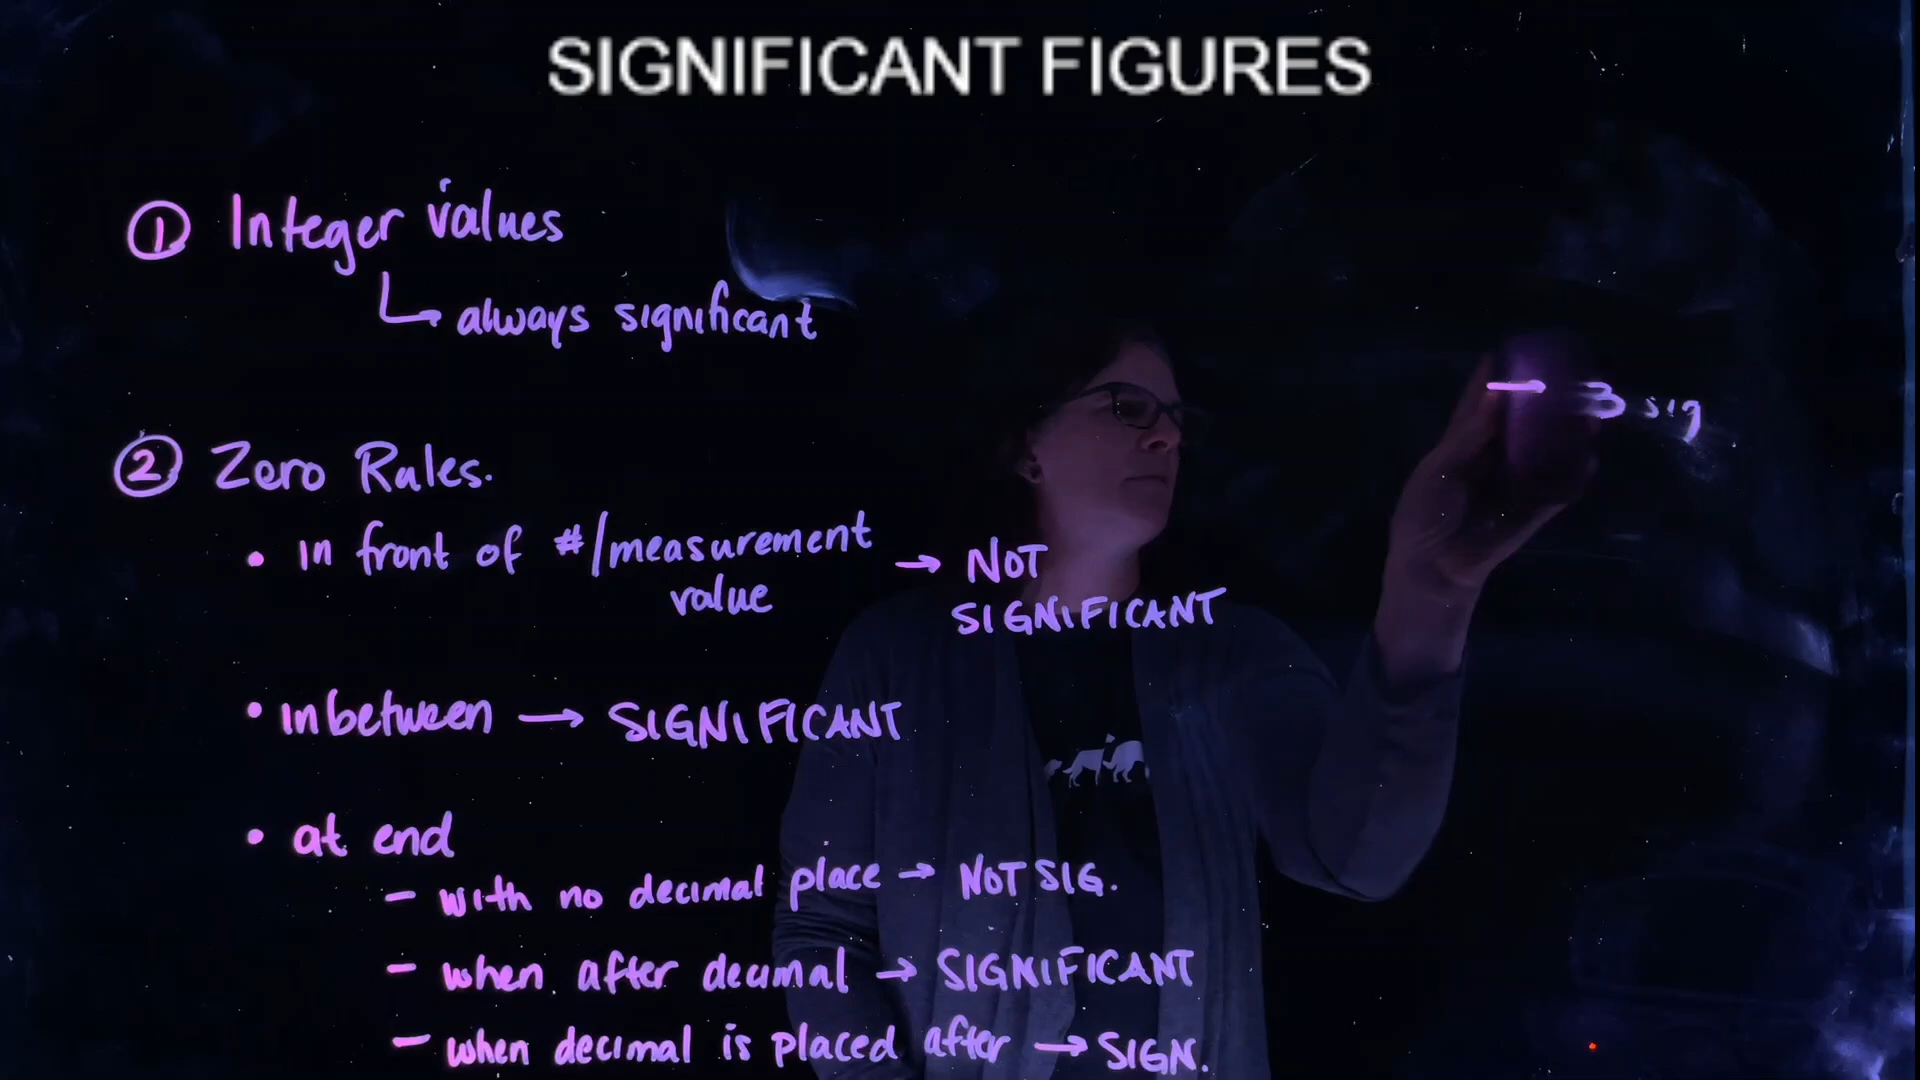 SIGNIFICANT FIGURES
① Integer values
always significant
→ 3 sig
② Zero Rules.
• in front of #/measurement value → NOT SIGNIFICANT
• inbetween → SIGNIFICANT
• at end
- with no decimal place → NOT SIG.
- when after decimal → SIGNIFICANT
- when decimal is placed after → SIGN.